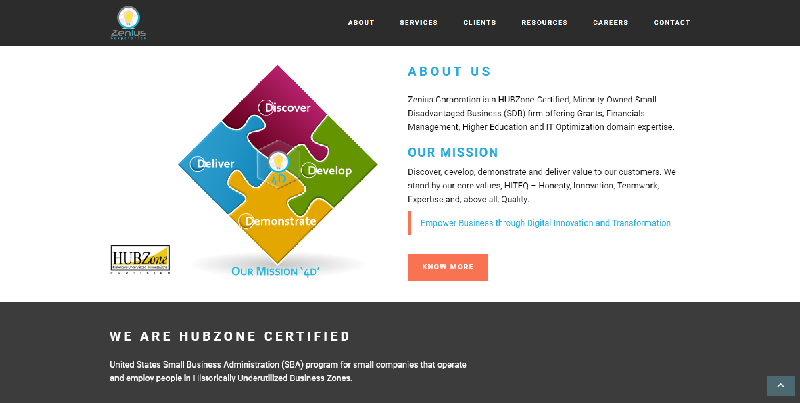 Zenius
ABOUT
SERVICES
CLIENTS
RESOURCES
CAREERS
CONTACT
Discover
Deliver
Develop
Demonstrate
4D
HUBZone
OUR MISSION '4D'
ABOUT US
Zenius Corporation is a HUBZone Certified, Minority Owned Small
Disadvantaged Business (SDB) firm offering Grants, Financials
Management, Higher Education and IT Optimization domain expertise.
OUR MISSION
Discover, develop, demonstrate and deliver value to our customers. We
stand by our core values, HITEQ – Honesty, Innovation, Teamwork,
Expertise and, above all, Quality.
Empower Business through Digital Innovation and Transformation
KNOW MORE
WE ARE HUBZONE CERTIFIED
United States Small Business Administration (SBA) program for small companies that operate
and employ people in Historically Underutilized Business Zones.